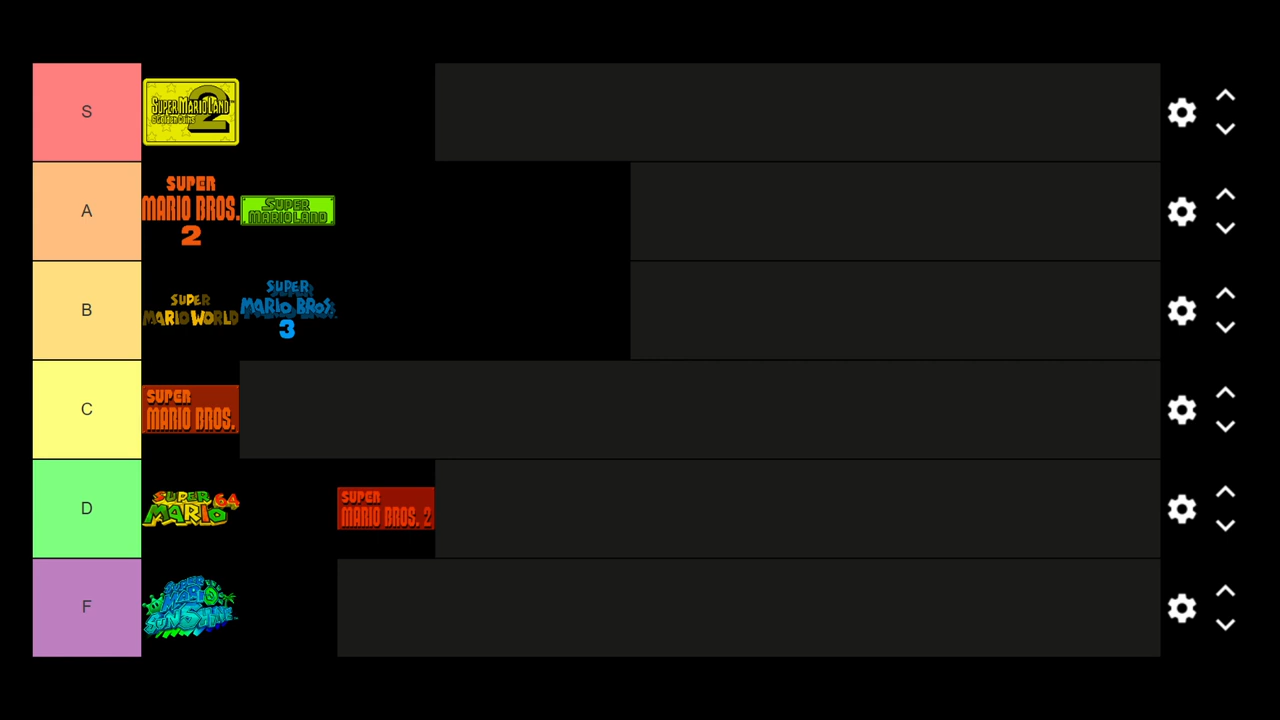 S
SUPER MARIO LAND
2
A
SUPER
MARIO BROS.
2
SUPER
MARIO LAND
B
SUPER
MARIO WORLD
SUPER
MARIO BROS.
3
C
SUPER
MARIO BROS.
D
SUPER
MARIO 64
SUPER
MARIO BROS. 2
F
SUPER
MARIO
SUNSHINE